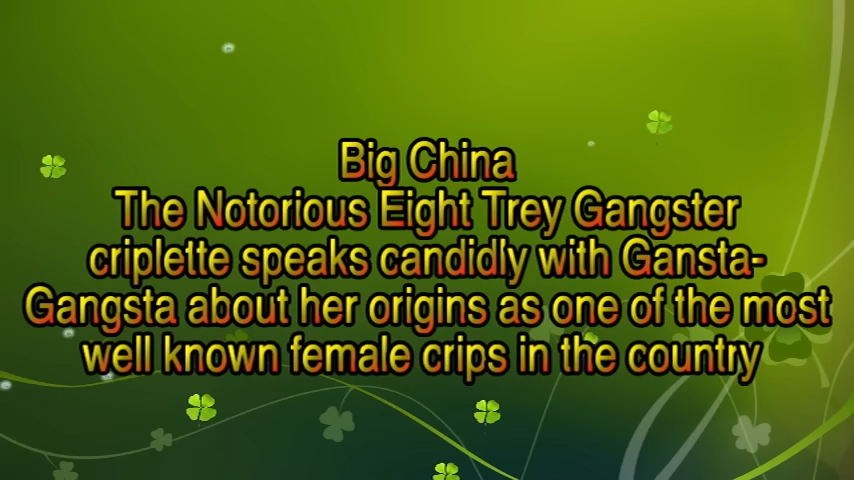 Big China
The Notorious Eight Trey Gangster
criplette speaks candidly with Gansta-
Gangsta about her origins as one of the most
well known female crips in the country